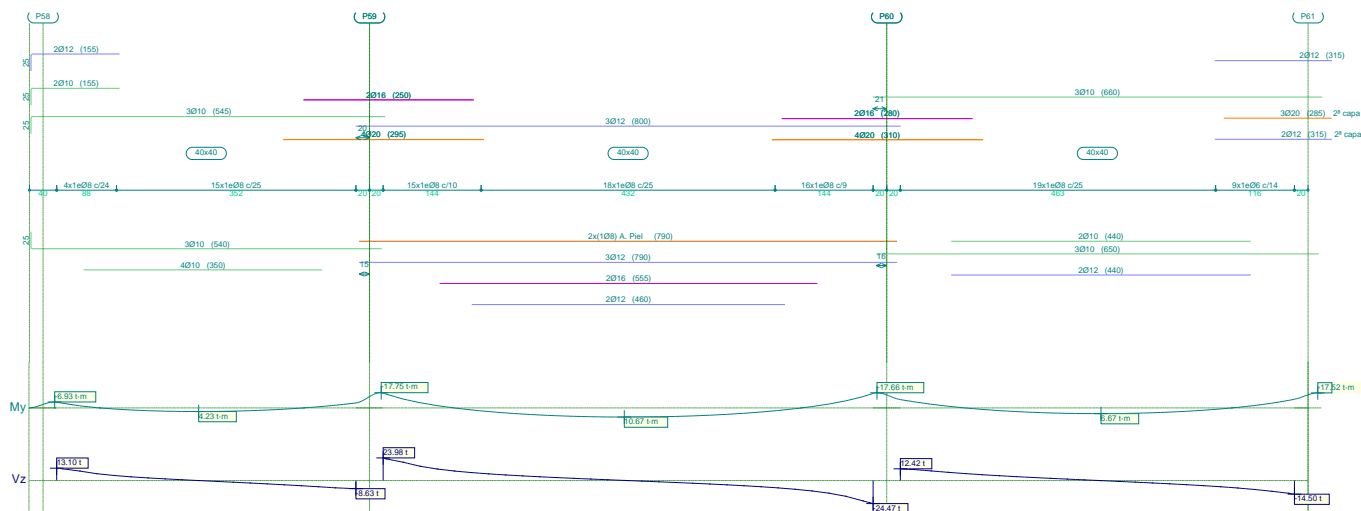 P58 P59 P60 P61
2Ø12 (155)
2Ø12 (315)
25
2Ø10 (155)
2Ø16 (250)
3Ø10 (660)
25
21
3Ø10 (545)
2Ø16 (280)
3Ø20 (285) 2ª capa
25
20
3Ø12 (800)
4Ø20 (295)
4Ø20 (310)
2Ø12 (315) 2ª capa
40x40 40x40 40x40
4x1eØ8 c/24 15x1eØ8 c/25 15x1eØ8 c/10 18x1eØ8 c/25 16x1eØ8 c/9 19x1eØ8 c/25 9x1eØ6 c/14
40 88 352 20 20 144 432 144 20 20 463 116 20
25
3Ø10 (540)
2x(1Ø8) A. Piel (790)
2Ø10 (440)
3Ø10 (650)
4Ø10 (350)
15
3Ø12 (790)
16
2Ø12 (440)
2Ø16 (555)
2Ø12 (460)
My
-6.93 t·m
-17.75 t·m
-17.66 t·m
-17.52 t·m
4.23 t·m
10.67 t·m
6.67 t·m
Vz
13.10 t
23.98 t
12.42 t
-8.63 t
-24.47 t
-14.50 t